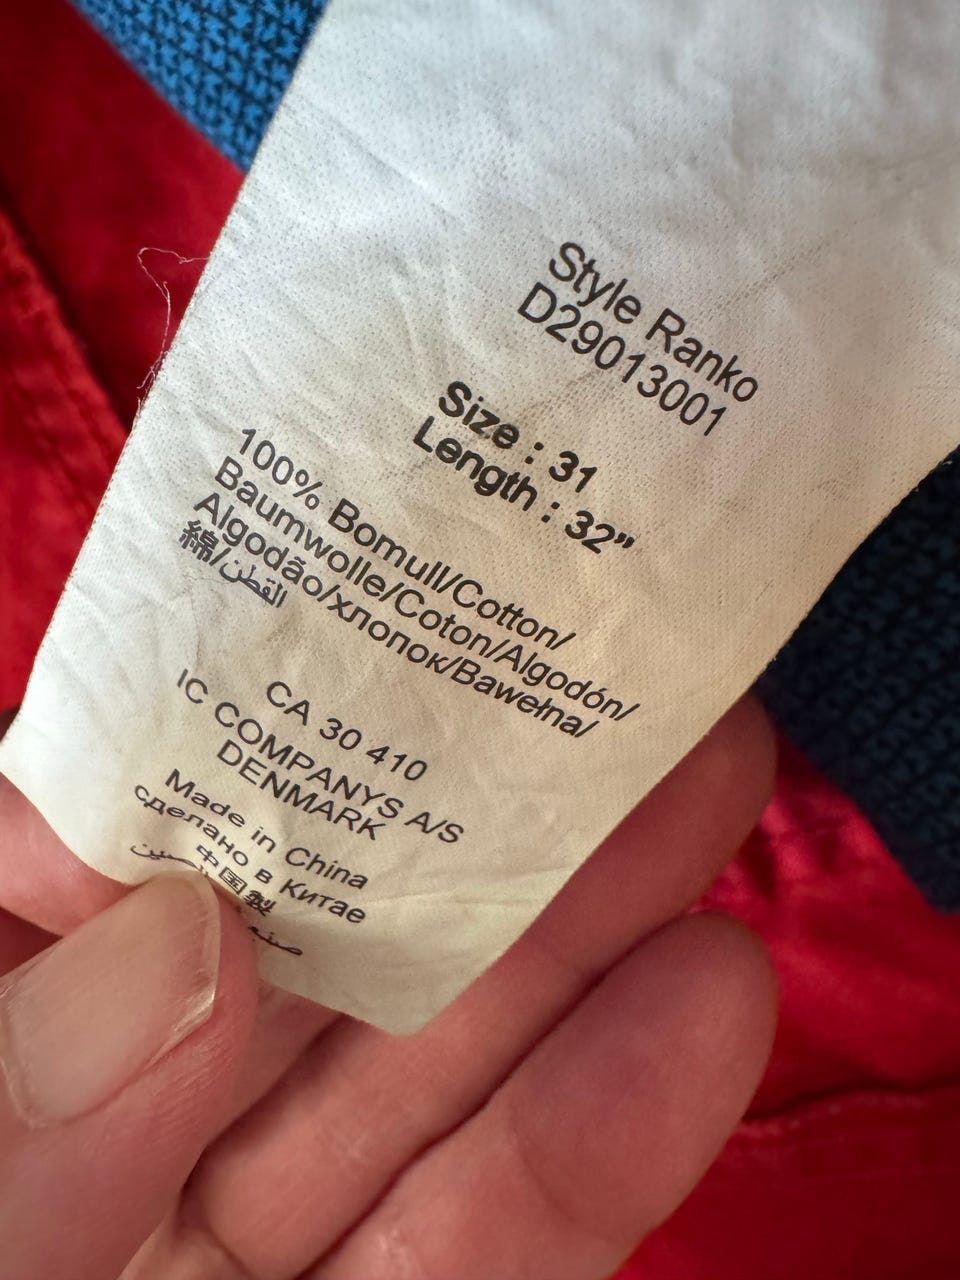 Style Ranko
D29013001
Size : 31
Length : 32”
100% Bomull/Cotton/
Baumwolle/Coton/Algodón/
Algodão/хлопок/Bawełna/
綿/القطن
CA 30 410
IC COMPANYS A/S
DENMARK
Made in China
сделано в Китае
中国製